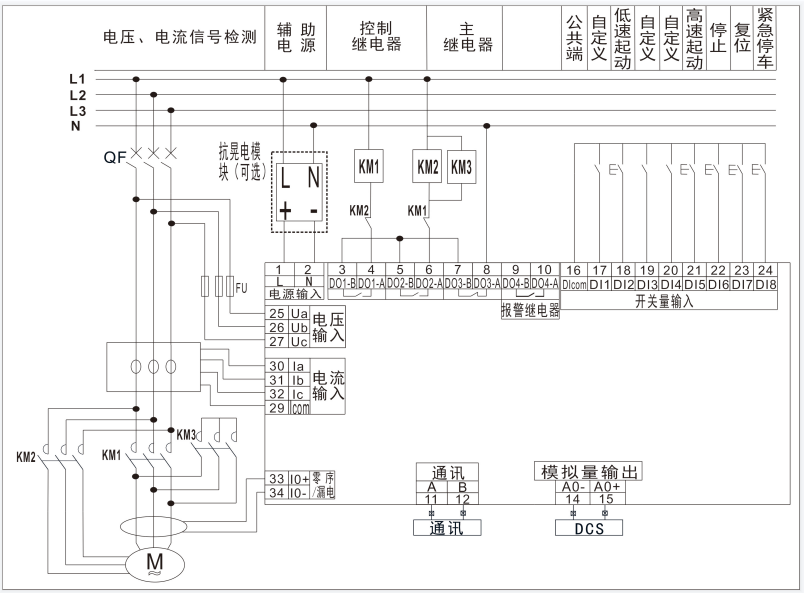 电压、电流信号检测
辅 助
电 源
控制
继电器
主
继电器
公共端
自定义
低速起动
自定义
自定义
高速起动
停止
复位
紧急停车
L1
L2
L3
N
QF
抗晃电模
块（可选）
L N
+ -
KM1
KM2
KM2
KM3
KM1
FU
1 2 3 4 5 6 7 8 9 10 16 17 18 19 20 21 22 23 24
L N DO1-B DO1-A DO2-B DO2-A DO3-B DO3-A DO4-B DO4-A DIcom DI1 DI2 DI3 DI4 DI5 DI6 DI7 DI8
电源输入
报警继电器
开关量输入
25 Ua
26 Ub
27 Uc
电压
输入
30 Ia
31 Ib
32 Ic
29 Icom
电流
输入
KM2
KM1
KM3
33 I0+ 零序
34 I0- /漏电
通讯
A B
11 12
通讯
模拟量输出
A0- A0+
14 15
DCS
M
≈